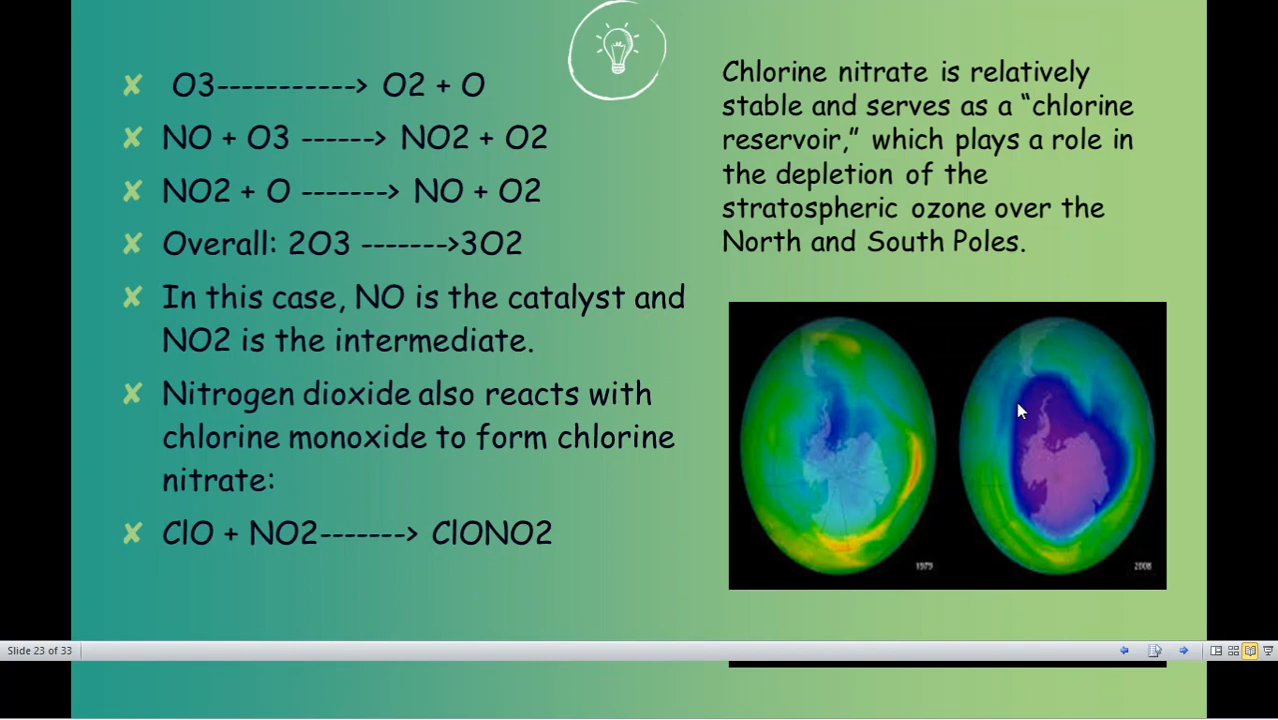 O3-----------> O2 + O
NO + O3 ------> NO2 + O2
NO2 + O -------> NO + O2
Overall: 2O3 ------->3O2
In this case, NO is the catalyst and
NO2 is the intermediate.
Nitrogen dioxide also reacts with
chlorine monoxide to form chlorine
nitrate:
ClO + NO2-------> ClONO2
Chlorine nitrate is relatively
stable and serves as a “chlorine
reservoir,” which plays a role in
the depletion of the
stratospheric ozone over the
North and South Poles.
1979
Slide 23 of 33